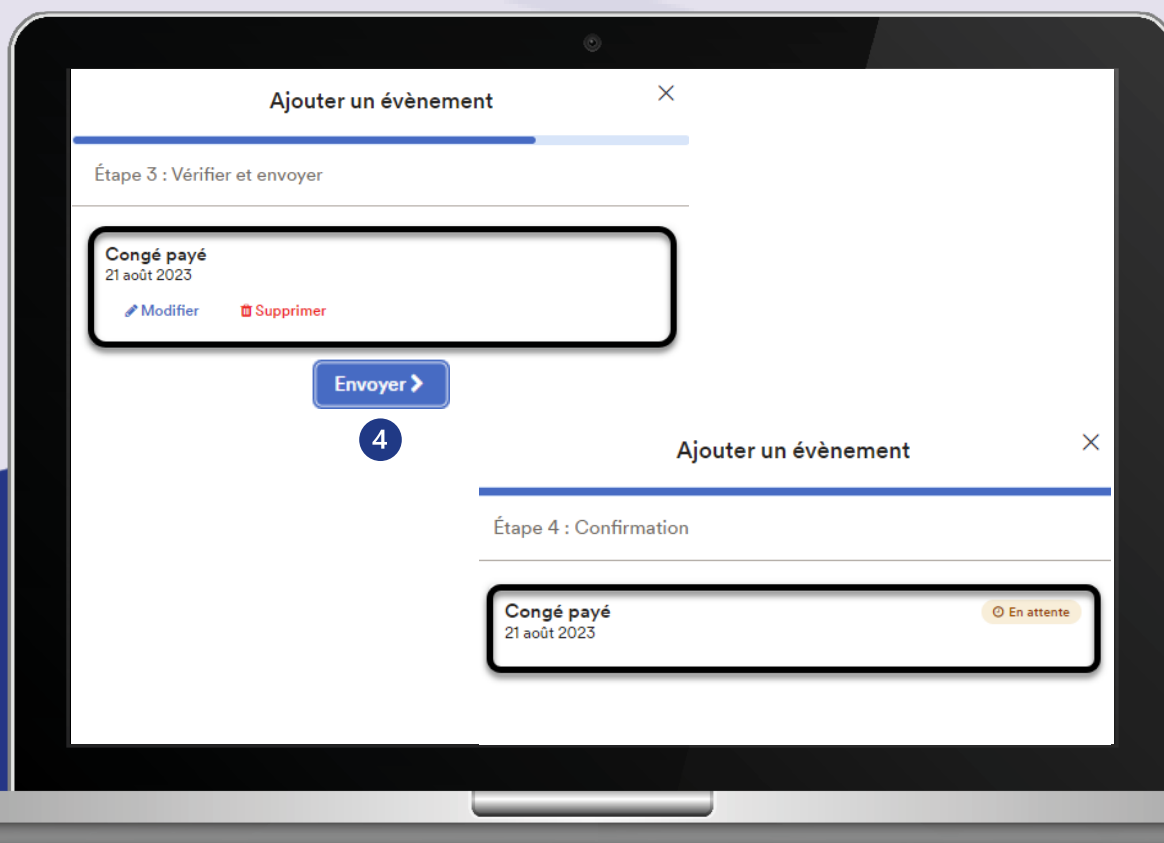 Ajouter un évènement
Étape 3 : Vérifier et envoyer
Congé payé
21 août 2023
Modifier Supprimer
Envoyer
4
Ajouter un évènement
Étape 4 : Confirmation
Congé payé En attente
21 août 2023